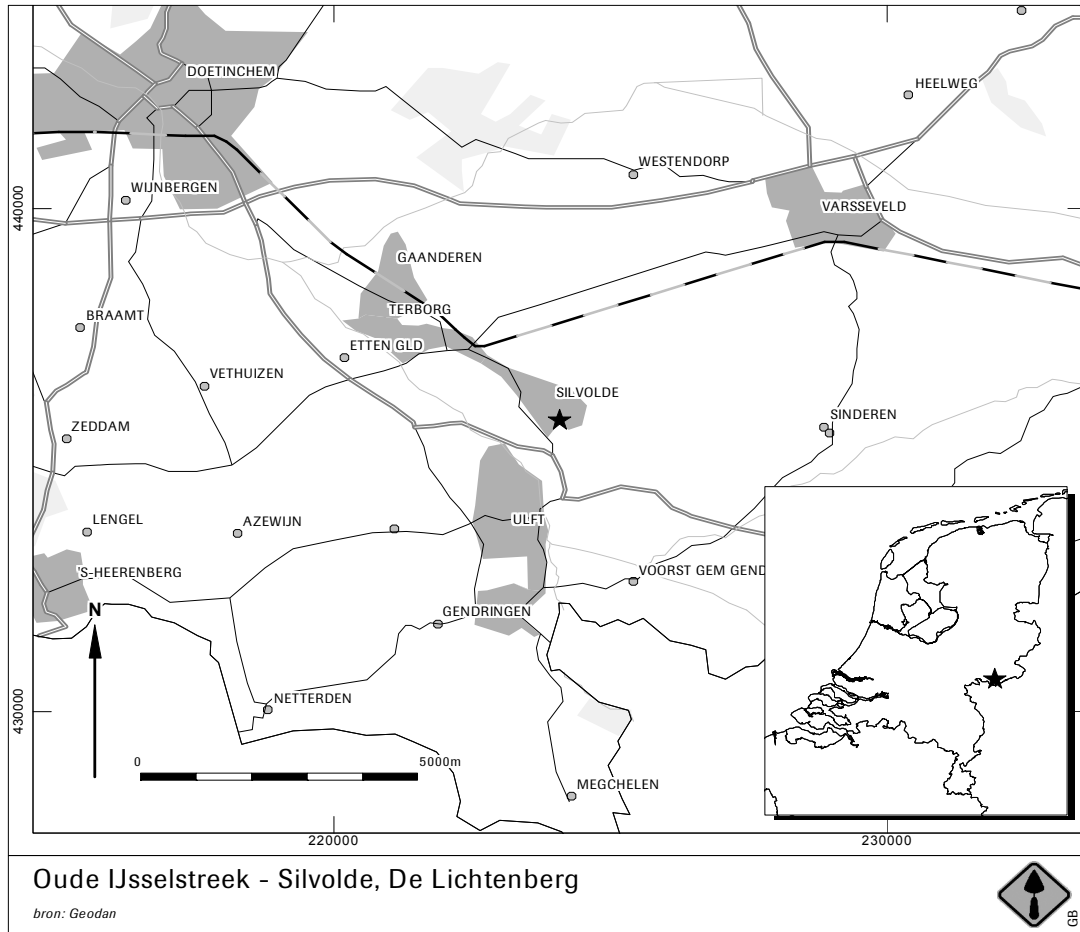 DOETINCHEM
HEELWEG
WESTENDORP
WIJNBERGEN
VARSSEVELD
440000
GAANDEREN
TERBORG
BRAAMT
ETTEN GLD
VETHUIZEN
SILVOLDE
SINDEREN
ZEDDAM
LENGEL
AZEWIJN
ULFT
'S-HEERENBERG
VOORST GEM GEND
N
GENDRINGEN
NETTERDEN
430000
0 5000m
MEGCHELEN
220000 230000
Oude IJsselstreek - Silvolde, De Lichtenberg
bron: Geodan
GB